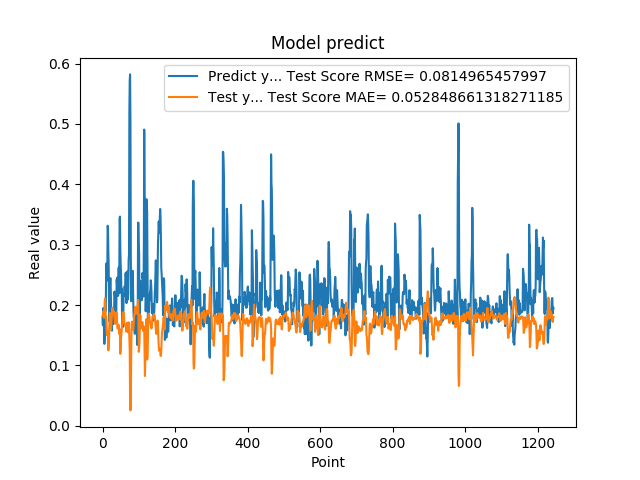 Model predict
Predict y... Test Score RMSE= 0.0814965457997
Test y... Test Score MAE= 0.052848661318271185
0.6
0.5
0.4
0.3
0.2
0.1
0.0
Real value
0 200 400 600 800 1000 1200
Point